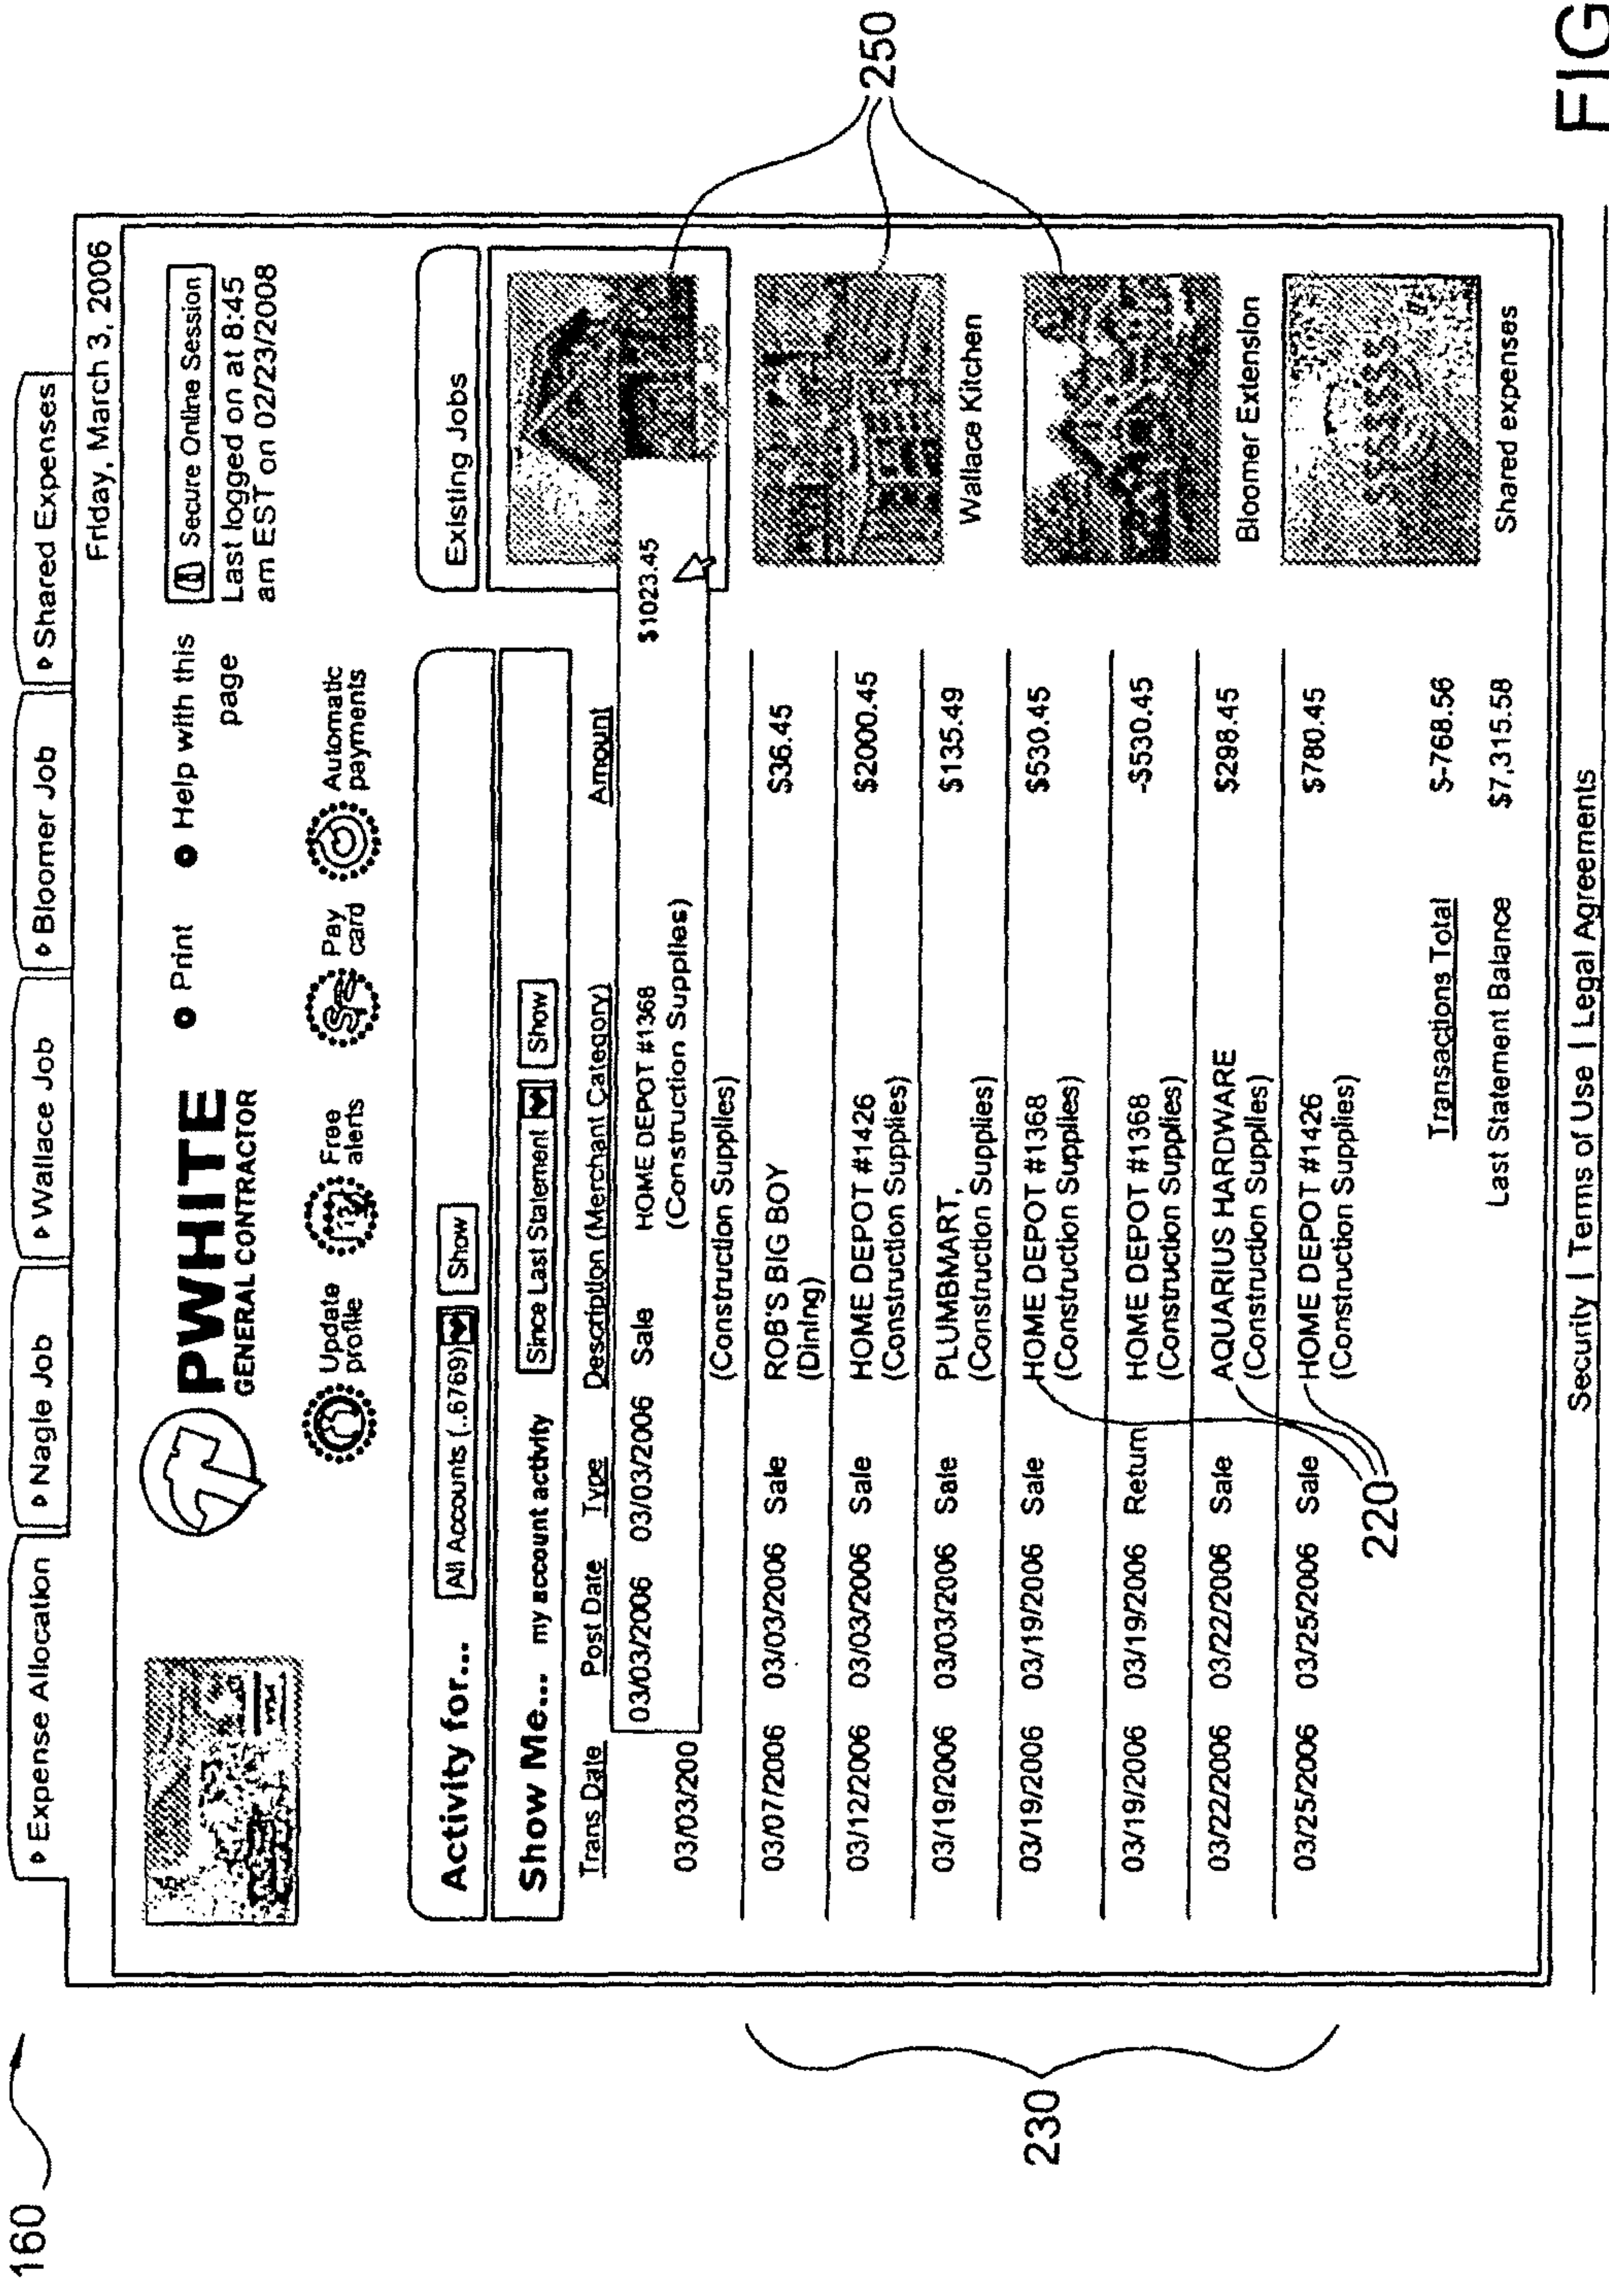 160
▹ Expense Allocation ▹ Nagle Job ▹ Wallace Job ▹ Bloomer Job ▹ Shared Expenses
Friday, March 3, 2006
PWHITE
GENERAL CONTRACTOR
Print Help with this page
Secure Online Session
Last logged on at 8:45
am EST on 02/23/2008
Update profile Free alerts Pay card Automatic payments
Activity for... All Accounts (..6769) Show
Existing Jobs
Show Me... my account activity Since Last Statement Show
Trans Date Post Date Type Description (Merchant Category) Amount
03/03/2006 03/03/2006 Sale HOME DEPOT #1368 $1023.45
(Construction Supplies)
03/03/200
(Construction Supplies)
03/07/2006 03/03/2006 Sale ROB'S BIG BOY $36.45
(Dining)
03/12/2006 03/03/2006 Sale HOME DEPOT #1426 $2000.45
(Construction Supplies)
03/19/2006 03/03/2006 Sale PLUMBMART, $135.49
(Construction Supplies)
Wallace Kitchen
03/19/2006 03/19/2006 Sale HOME DEPOT #1368 $530.45
(Construction Supplies)
03/19/2006 03/19/2006 Return HOME DEPOT #1368 -$530.45
(Construction Supplies)
03/22/2006 03/22/2006 Sale AQUARIUS HARDWARE $298.45
(Construction Supplies)
Bloomer Extension
03/25/2006 03/25/2006 Sale HOME DEPOT #1426 $780.45
(Construction Supplies)
Transactions Total $-768.56
Last Statement Balance $7,315.58
Shared expenses
Security | Terms of Use | Legal Agreements
230
220
250
FIG